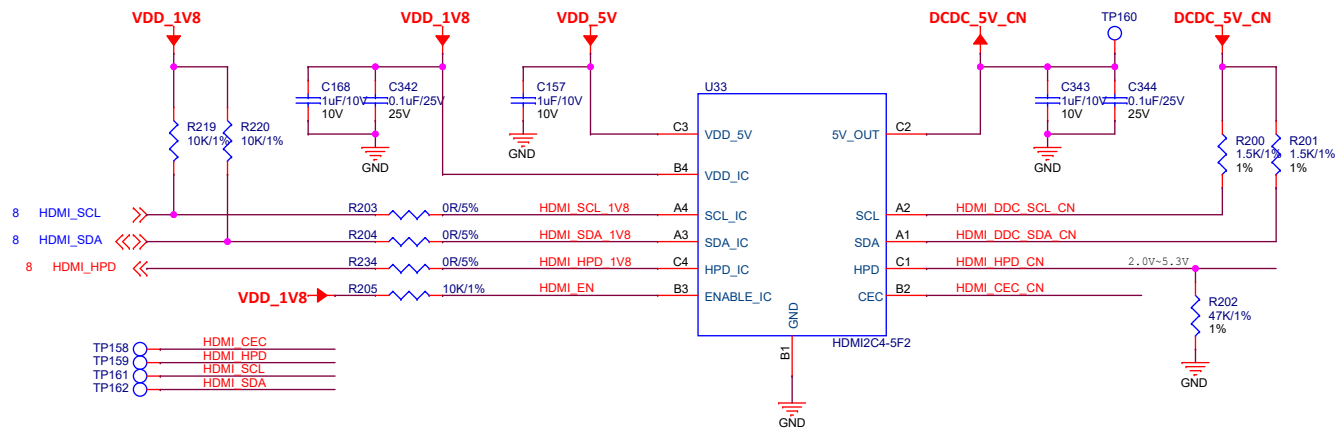 VDD_1V8
VDD_1V8
VDD_5V
DCDC_5V_CN
TP160
DCDC_5V_CN
C168
1uF/10V
10V
C342
0.1uF/25V
25V
C157
1uF/10V
10V
U33
C343
1uF/10V
10V
C344
0.1uF/25V
25V
R219
10K/1%
R220
10K/1%
GND
GND
GND
C3
VDD_5V
5V_OUT
C2
R200
1.5K/1%
1%
R201
1.5K/1%
1%
B4
VDD_IC
8 HDMI_SCL
R203
0R/5%
HDMI_SCL_1V8
A4
SCL_IC
SCL
A2
HDMI_DDC_SCL_CN
8 HDMI_SDA
R204
0R/5%
HDMI_SDA_1V8
A3
SDA_IC
SDA
A1
HDMI_DDC_SDA_CN
8 HDMI_HPD
R234
0R/5%
HDMI_HPD_1V8
C4
HPD_IC
HPD
C1
HDMI_HPD_CN
2.0V~5.3V
VDD_1V8
R205
10K/1%
HDMI_EN
B3
ENABLE_IC
CEC
B2
HDMI_CEC_CN
R202
47K/1%
1%
GND
HDMI2C4-5F2
B1
GND
GND
TP158
HDMI_CEC
TP159
HDMI_HPD
TP161
HDMI_SCL
TP162
HDMI_SDA